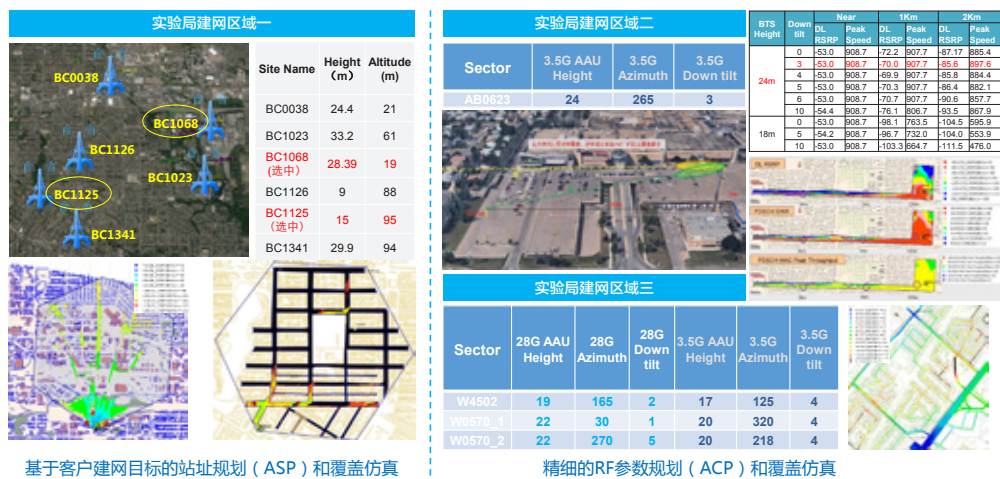 实验局建网区域一
BC0038
BC1068
BC1126
BC1023
BC1125
BC1341
Site Name Height (m) Altitude (m)
BC0038 24.4 21
BC1023 33.2 61
BC1068 (选中) 28.39 19
BC1126 9 88
BC1125 (选中) 15 95
BC1341 29.9 94
基于客户建网目标的站址规划（ASP）和覆盖仿真
实验局建网区域二
Sector 3.5G AAU Height 3.5G Azimuth 3.5G Down tilt
AB0623 24 265 3
BTS Height Down tilt Near 1Km 2Km
DL RSRP Peak Speed DL RSRP Peak Speed DL RSRP Peak Speed
24m
0 -53.0 908.7 -72.2 907.7 -87.17 885.4
3 -53.0 908.7 -70.0 907.7 -85.6 897.6
4 -53.0 908.7 -69.9 907.7 -85.8 884.4
5 -53.0 908.7 -70.3 907.7 -86.4 882.1
6 -53.0 908.7 -70.7 907.7 -90.6 857.7
10 -54.4 908.7 -76.1 806.7 -93.5 867.9
18m
0 -53.0 908.7 -98.1 763.5 -104.5 595.9
5 -54.2 908.7 -96.7 732.0 -104.0 553.9
10 -53.0 908.7 -103.3 664.7 -111.5 476.0
DL RSRP
PDSCH SINR
PDSCH MAC Peak Throughput
实验局建网区域三
Sector 28G AAU Height 28G Azimuth 28G Down tilt 3.5G AAU Height 3.5G Azimuth 3.5G Down tilt
W4502 19 165 2 17 125 4
W0570_1 22 30 1 20 320 4
W0570_2 22 270 5 20 218 4
精细的RF参数规划（ACP）和覆盖仿真